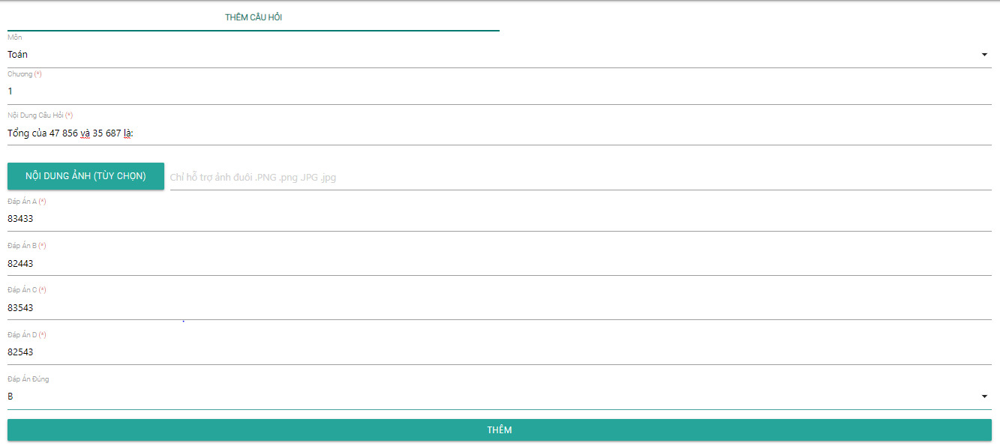 THÊM CÂU HỎI
Môn
Toán
Chương (*)
1
Nội Dung Câu Hỏi (*)
Tổng của 47 856 và 35 687 là:
NỘI DUNG ẢNH (TÙY CHỌN)
Chỉ hỗ trợ ảnh đuôi .PNG .png .JPG .jpg
Đáp Án A (*)
83433
Đáp Án B (*)
82443
Đáp Án C (*)
83543
Đáp Án D (*)
82543
Đáp Án Đúng
B
THÊM